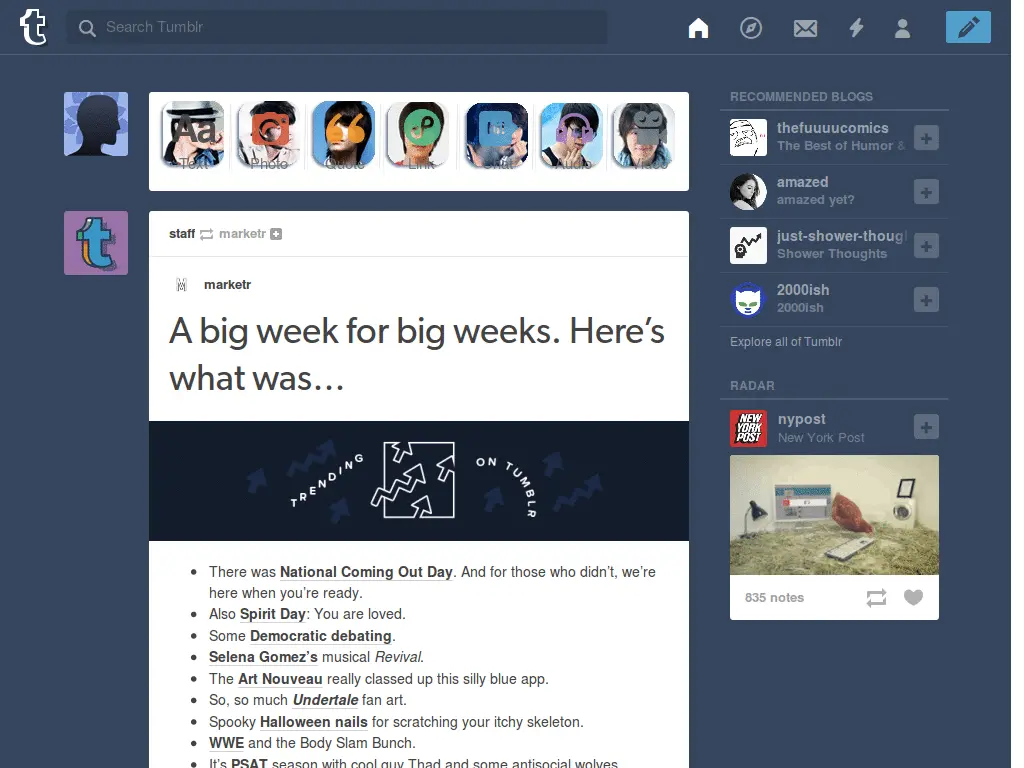 Search Tumblr
Aa
Text
Photo
Quote
Link
Chat
Audio
Video
staff marketr
marketr
A big week for big weeks. Here’s
what was…
TRENDING ON TUMBLR
There was National Coming Out Day. And for those who didn’t, we’re
here when you’re ready.
Also Spirit Day: You are loved.
Some Democratic debating.
Selena Gomez’s musical Revival.
The Art Nouveau really classed up this silly blue app.
So, so much Undertale fan art.
Spooky Halloween nails for scratching your itchy skeleton.
WWE and the Body Slam Bunch.
It’s PSAT season with cool guy Thad and some antisocial wolves.
RECOMMENDED BLOGS
thefuuuucomics
The Best of Humor &
amazed
amazed yet?
just-shower-thoug
Shower Thoughts
2000ish
2000ish
Explore all of Tumblr
RADAR
NEW
YORK
POST
nypost
New York Post
835 notes